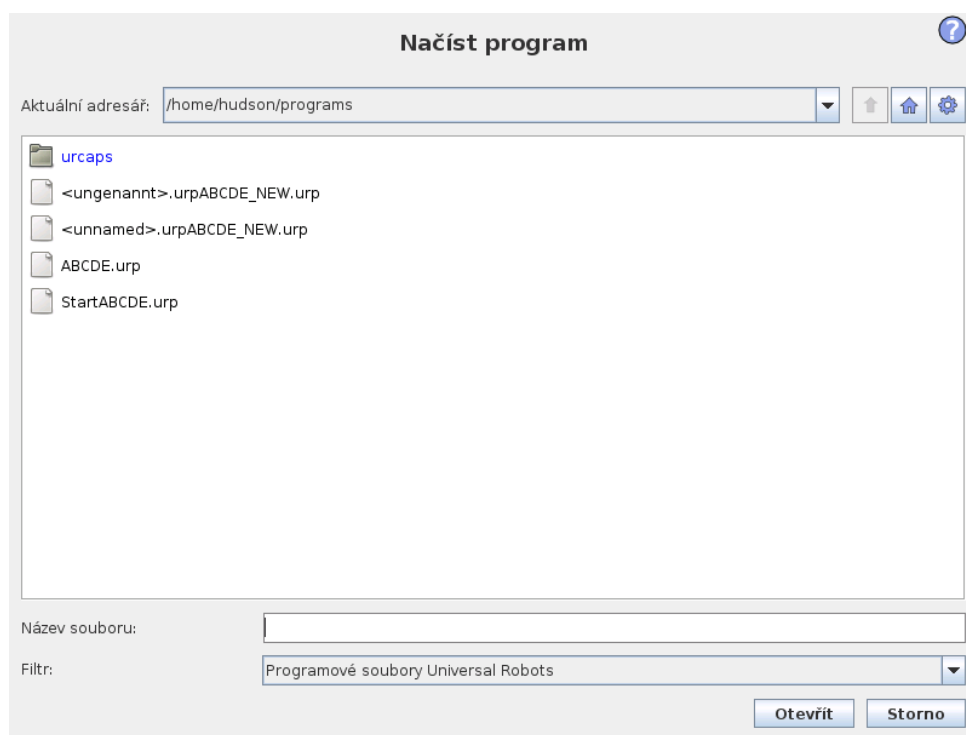 Načíst program
?
Aktuální adresář: /home/hudson/programs
urcaps
<ungenannt>.urpABCDE_NEW.urp
<unnamed>.urpABCDE_NEW.urp
ABCDE.urp
StartABCDE.urp
Název souboru:
Filtr: Programové soubory Universal Robots
Otevřít Storno